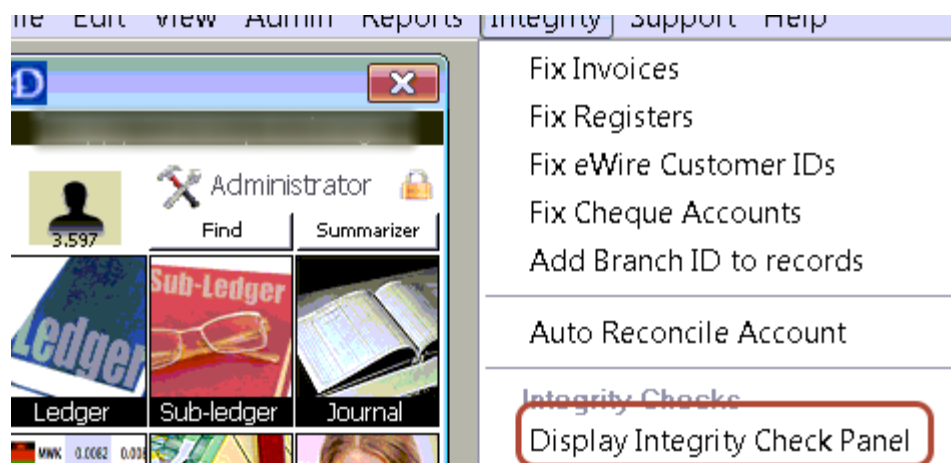 File Edit View Admin Reports Integrity Support Help
Fix Invoices
Fix Registers
Fix eWire Customer IDs
Fix Cheque Accounts
Add Branch ID to records
Auto Reconcile Account
Integrity Checks
Display Integrity Check Panel
Administrator
3.597
Find
Summarizer
Ledger
Sub-Ledger
Ledger
Sub-ledger
Journal
MWK 0.0082